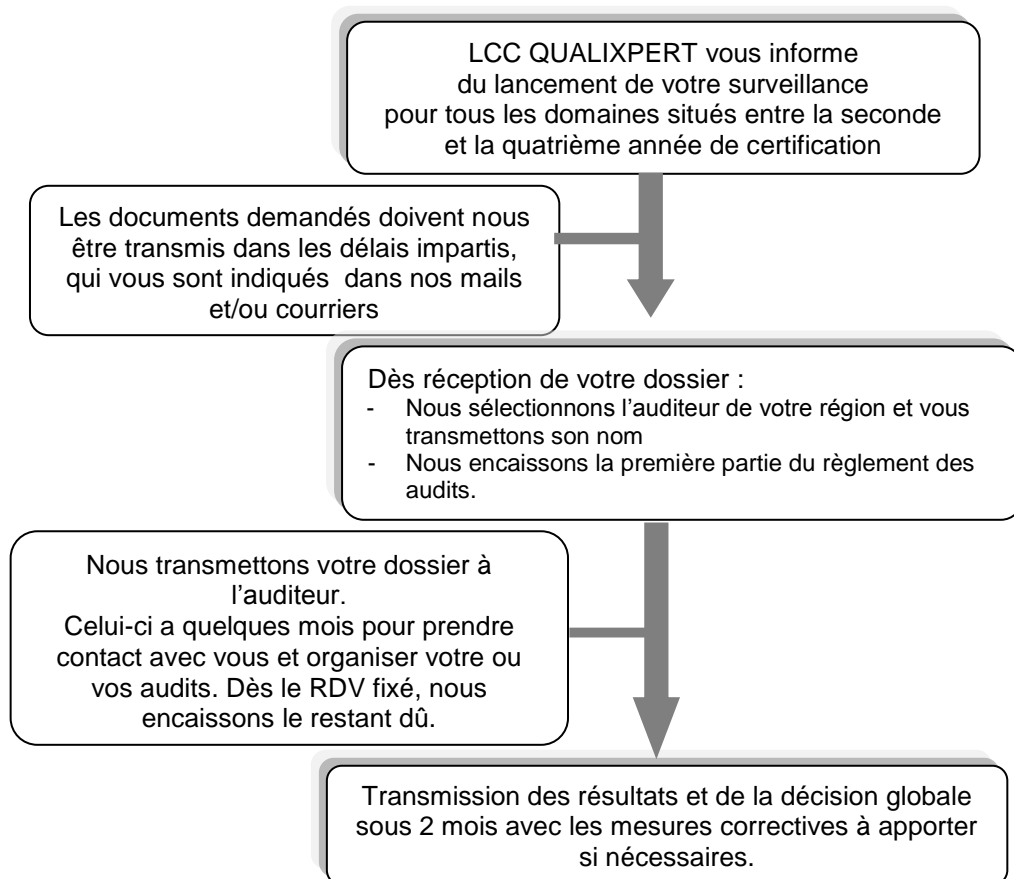 LCC QUALIXPERT vous informe
du lancement de votre surveillance
pour tous les domaines situés entre la seconde
et la quatrième année de certification
Les documents demandés doivent nous
être transmis dans les délais impartis,
qui vous sont indiqués dans nos mails
et/ou courriers
Dès réception de votre dossier :
- Nous sélectionnons l’auditeur de votre région et vous
transmettons son nom
- Nous encaissons la première partie du règlement des
audits.
Nous transmettons votre dossier à
l’auditeur.
Celui-ci a quelques mois pour prendre
contact avec vous et organiser votre ou
vos audits. Dès le RDV fixé, nous
encaissons le restant dû.
Transmission des résultats et de la décision globale
sous 2 mois avec les mesures correctives à apporter
si nécessaires.